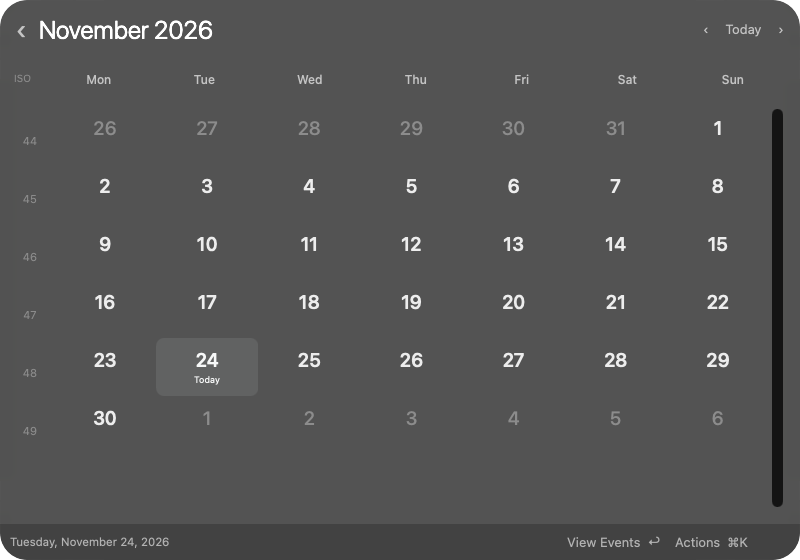 ‹ November 2026 ‹ Today ›
ISO Mon Tue Wed Thu Fri Sat Sun
44 26 27 28 29 30 31 1
45 2 3 4 5 6 7 8
46 9 10 11 12 13 14 15
47 16 17 18 19 20 21 22
48 23 24 25 26 27 28 29
Today
49 30 1 2 3 4 5 6
Tuesday, November 24, 2026 View Events ↩ Actions ⌘K